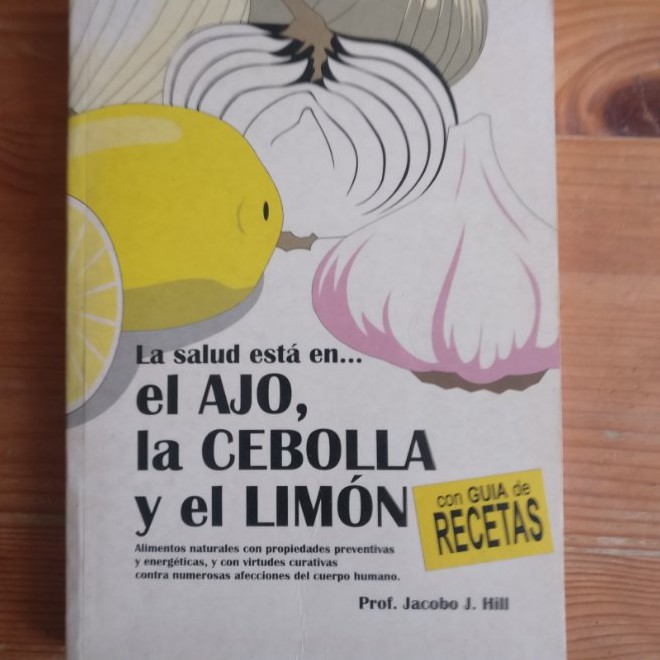 La salud está en...
el AJO,
la CEBOLLA
y el LIMÓN
con GUIA de
RECETAS
Alimentos naturales con propiedades preventivas
y energéticas, y con virtudes curativas
contra numerosas afecciones del cuerpo humano.
Prof. Jacobo J. Hill